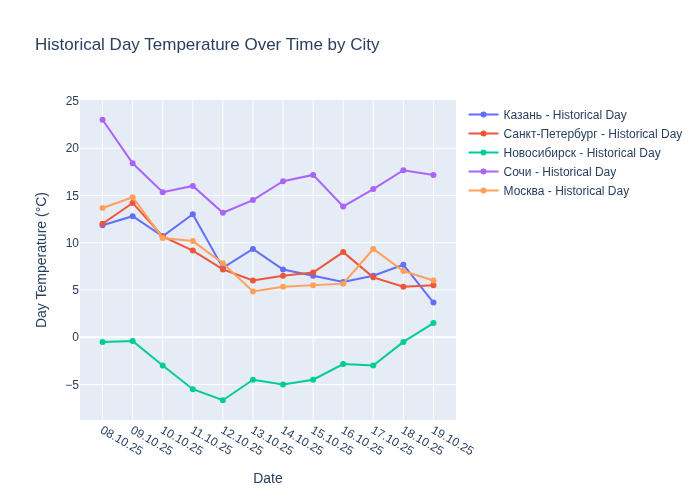 Historical Day Temperature Over Time by City
25
20
15
10
5
0
−5
Day Temperature (°C)
08.10.25
09.10.25
10.10.25
11.10.25
12.10.25
13.10.25
14.10.25
15.10.25
16.10.25
17.10.25
18.10.25
19.10.25
Date
Казань - Historical Day
Санкт-Петербург - Historical Day
Новосибирск - Historical Day
Сочи - Historical Day
Москва - Historical Day